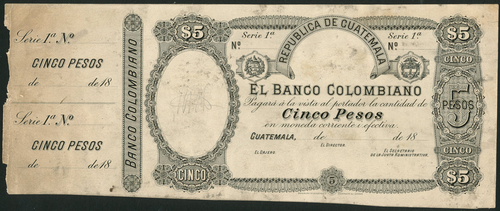 Serie 1ª Nº
CINCO PESOS
de de 18
Serie 1ª Nº
CINCO PESOS
de de 18
BANCO COLOMBIANO
$5
CINCO
Serie 1ª
Nº
REPUBLICA DE GUATEMALA
Serie 1ª
Nº
EL BANCO COLOMBIANO
Pagará á la vista al portador la cantidad de
Cinco Pesos
en moneda corriente i efectiva.
GUATEMALA, de de 18
EL CAJERO
EL DIRECTOR
EL SECRETARIO
DE LA JUNTA ADMINISTRATIVA.
5
$5
CINCO
5
PESOS
CINCO
$5